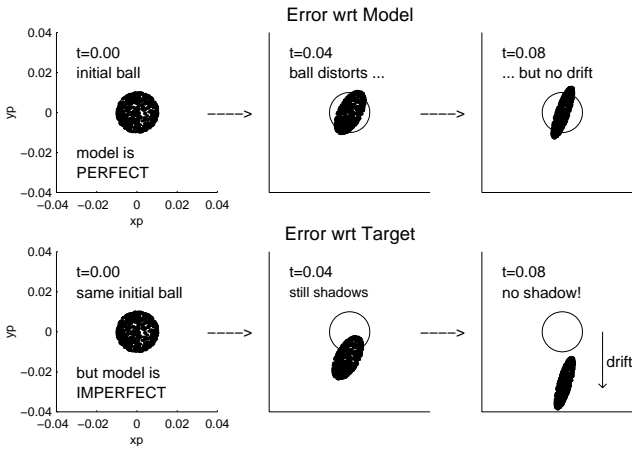 Error wrt Model
0.04
0.02
0
−0.02
−0.04
yp
t=0.00
initial ball
model is
PERFECT
−0.04 −0.02 0 0.02 0.04
xp
---->
t=0.04
ball distorts ...
---->
t=0.08
... but no drift
Error wrt Target
0.04
0.02
0
−0.02
−0.04
yp
t=0.00
same initial ball
but model is
IMPERFECT
−0.04 −0.02 0 0.02 0.04
xp
---->
t=0.04
still shadows
---->
t=0.08
no shadow!
drift